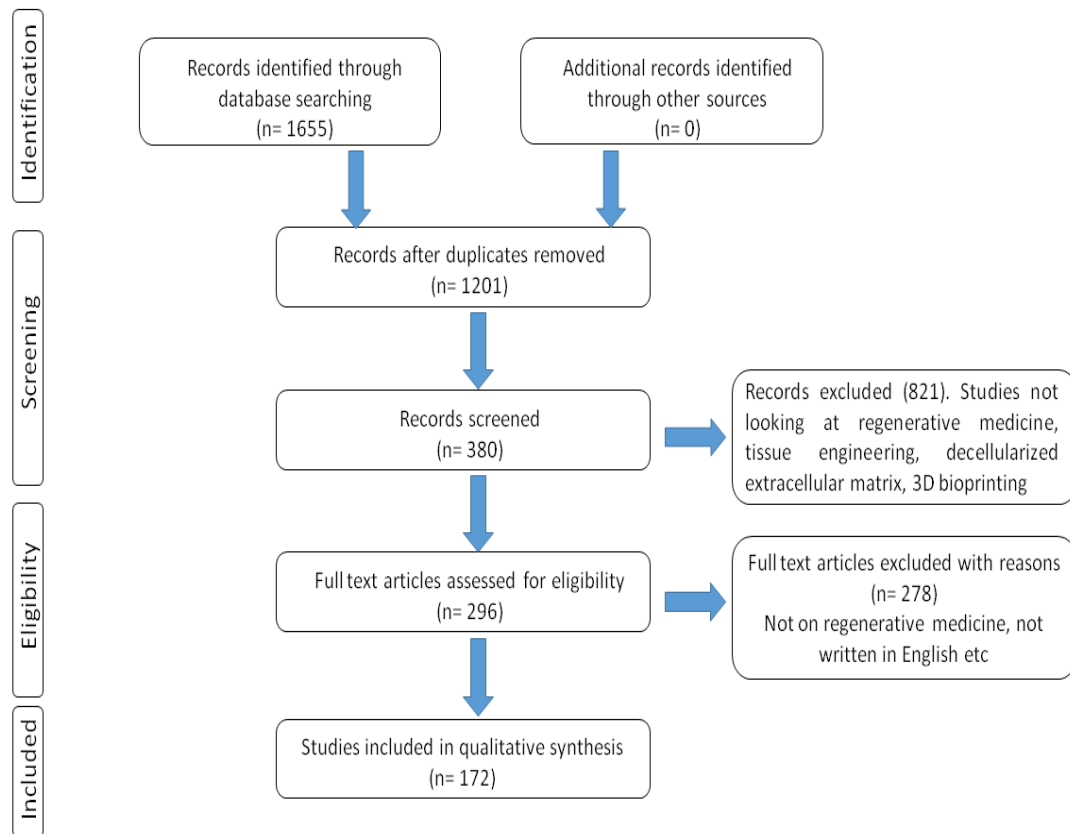 Identification
Records identified through
database searching
(n= 1655)
Additional records identified
through other sources
(n= 0)
Screening
Records after duplicates removed
(n= 1201)
Records screened
(n= 380)
Records excluded (821). Studies not
looking at regenerative medicine,
tissue engineering, decellularized
extracellular matrix, 3D bioprinting
Eligibility
Full text articles assessed for eligibility
(n= 296)
Full text articles excluded with reasons
(n= 278)
Not on regenerative medicine, not
written in English etc
Included
Studies included in qualitative synthesis
(n= 172)